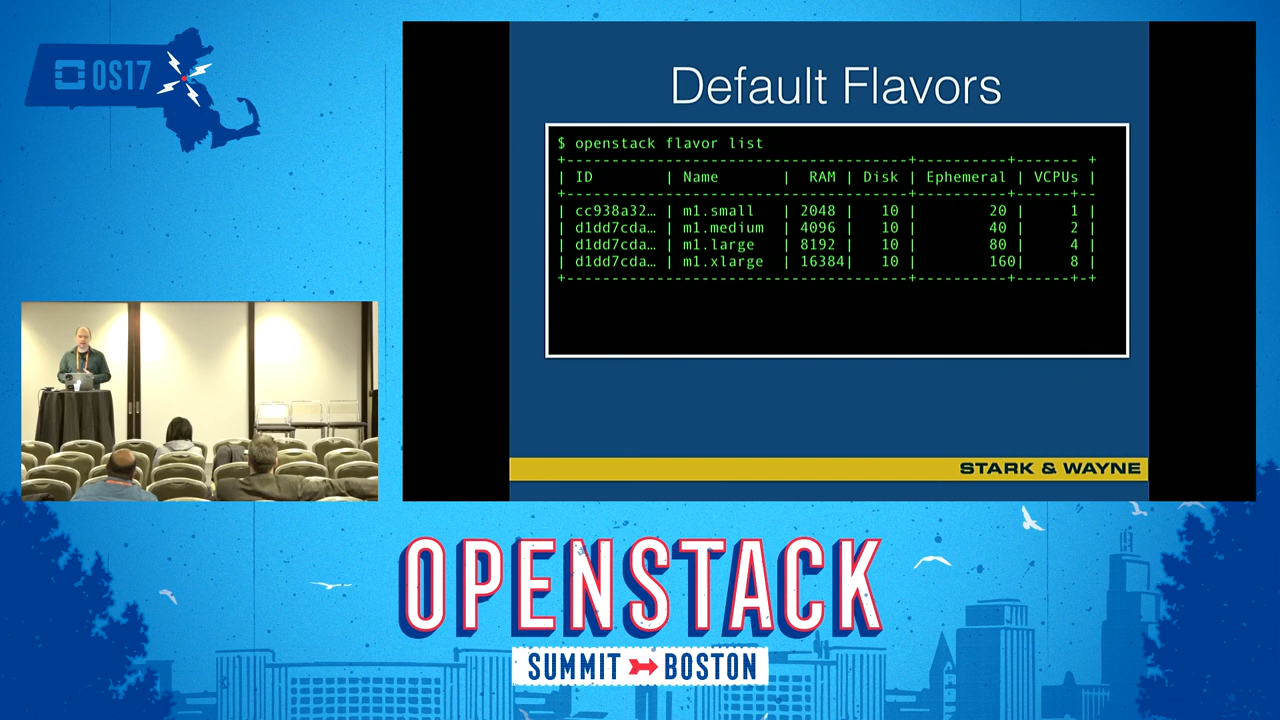 OS17
Default Flavors
$ openstack flavor list
+--------------------------------------+----------+------- +
| ID | Name | RAM | Disk | Ephemeral | VCPUs |
+--------------------------------------+----------+------+--
| cc938a32… | m1.small | 2048 | 10 | 20 | 1 |
| d1dd7cda… | m1.medium | 4096 | 10 | 40 | 2 |
| d1dd7cda… | m1.large | 8192 | 10 | 80 | 4 |
| d1dd7cda… | m1.xlarge | 16384| 10 | 160| 8 |
+--------------------------------------+----------+------+-+
STARK & WAYNE
OPENSTACK
SUMMIT BOSTON